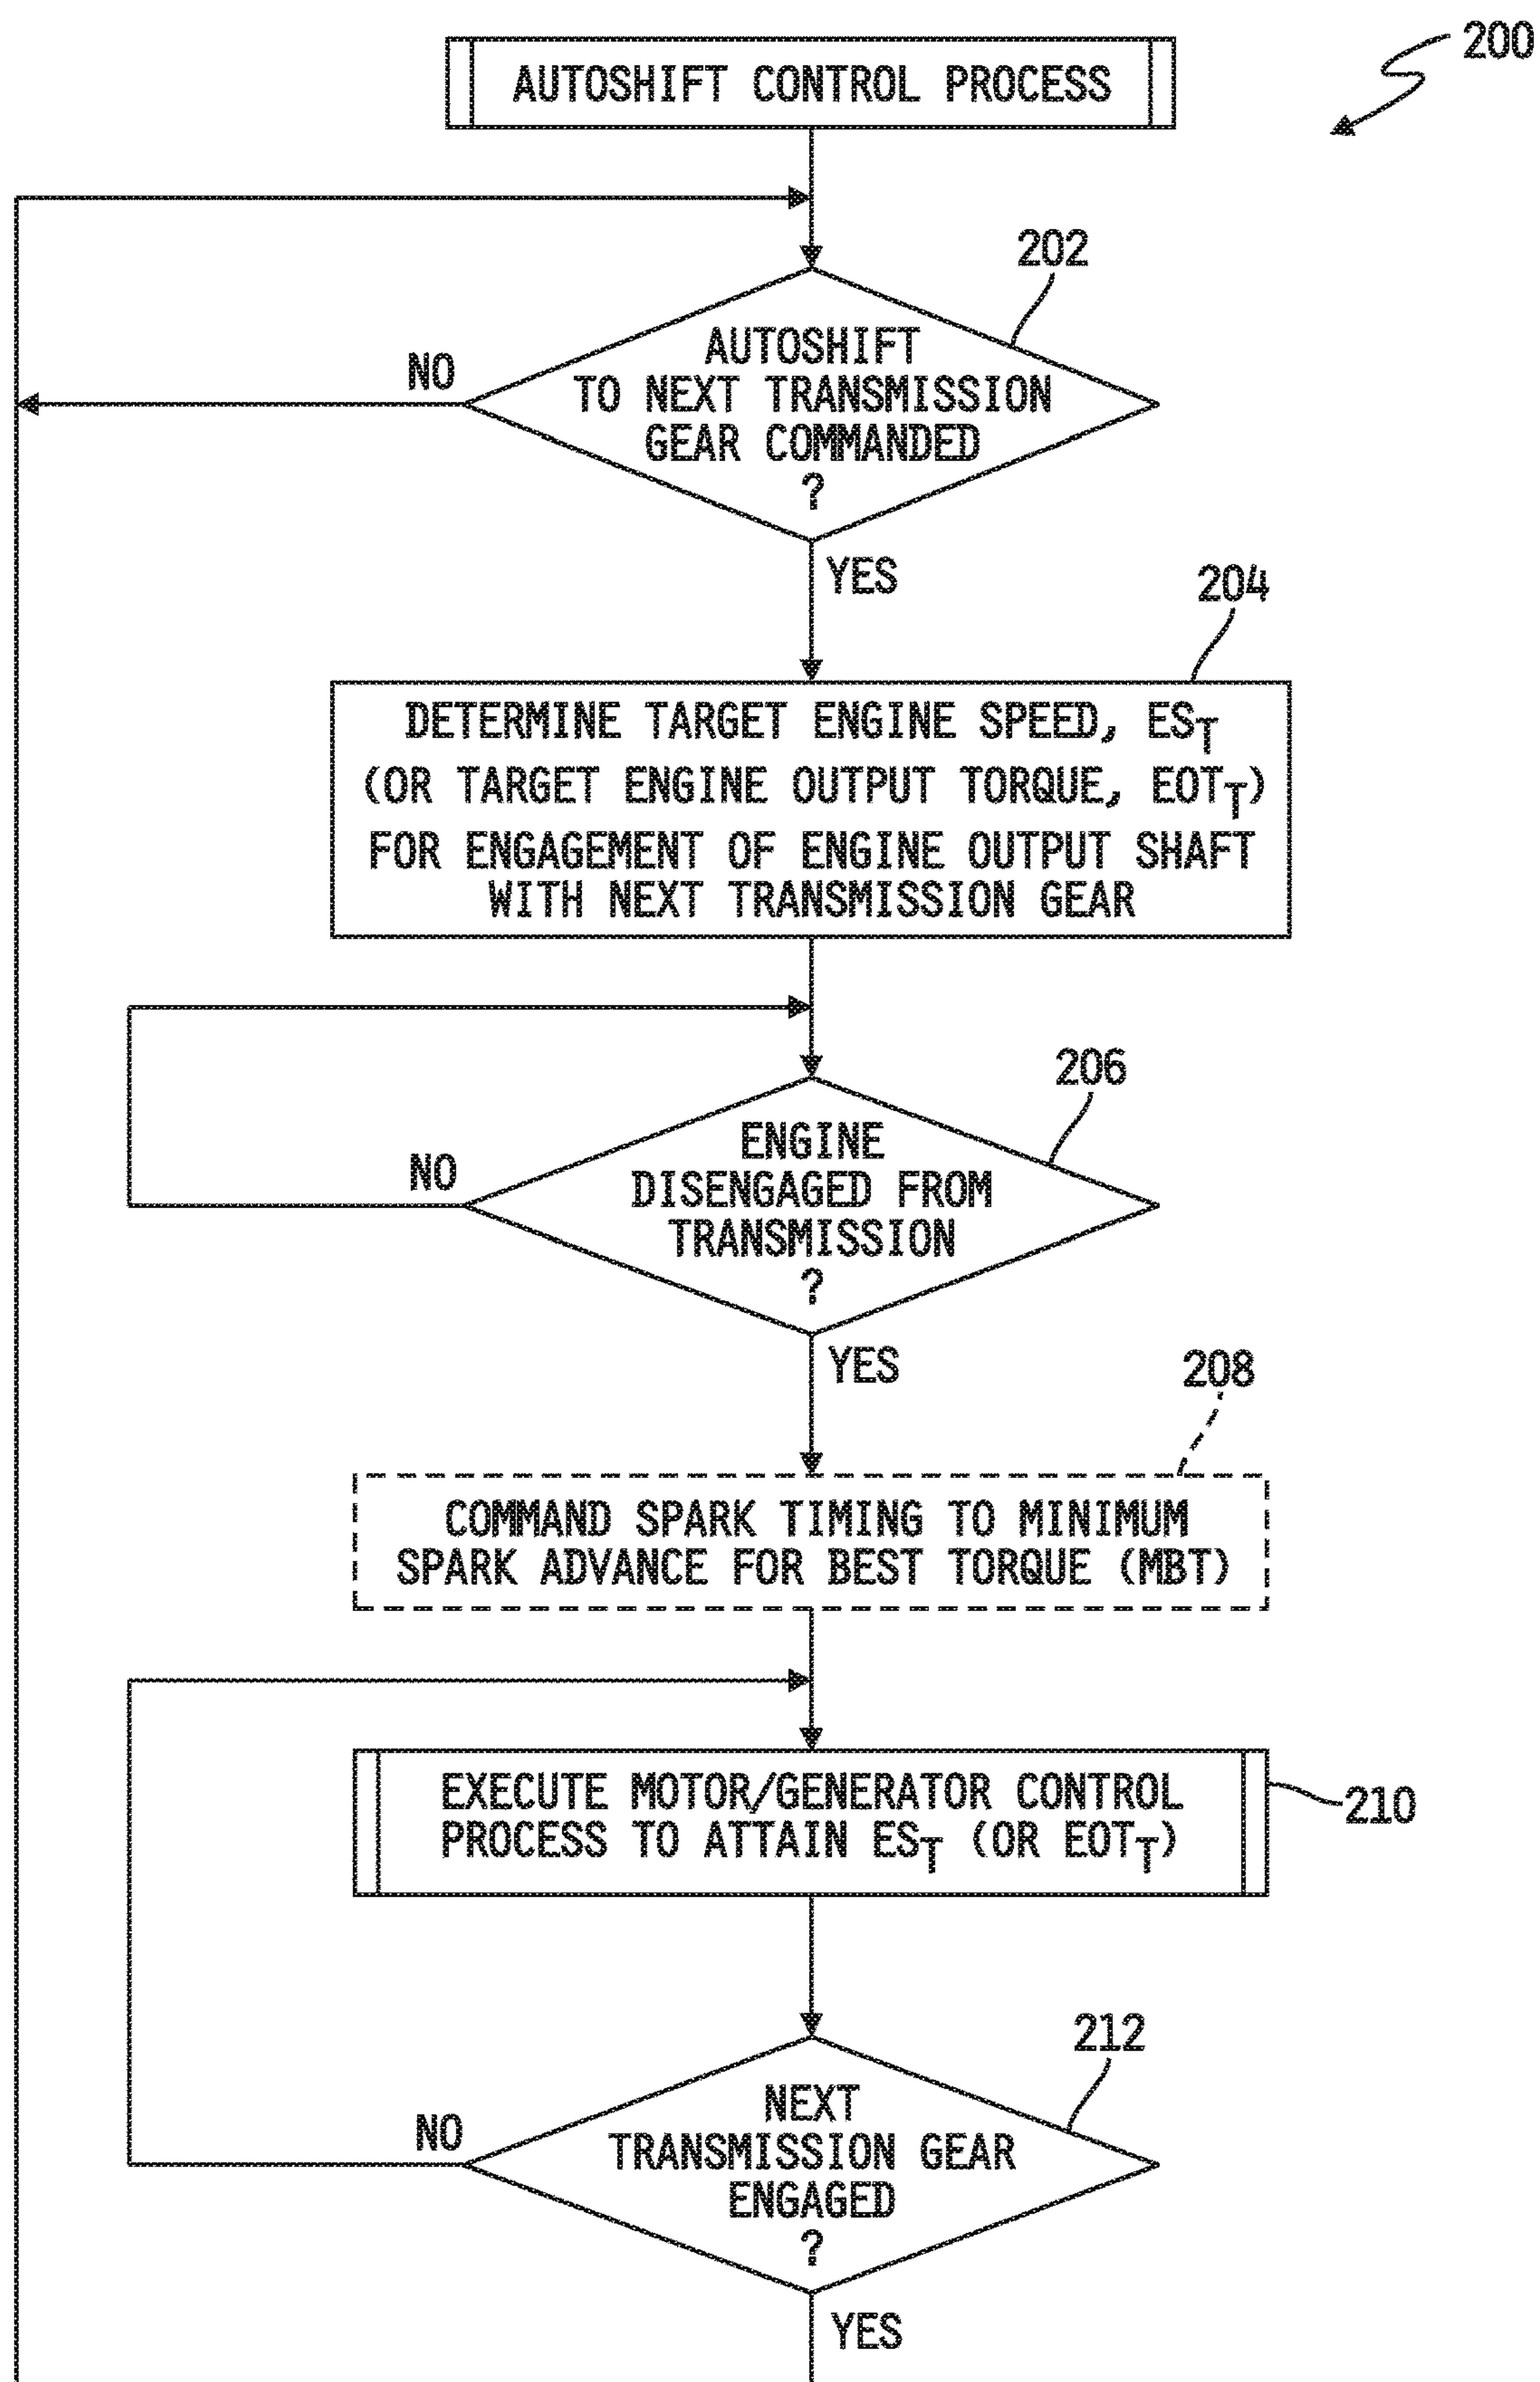 200
AUTOSHIFT CONTROL PROCESS
202
AUTOSHIFT
TO NEXT TRANSMISSION
GEAR COMMANDED
?
NO
YES
204
DETERMINE TARGET ENGINE SPEED, EST
(OR TARGET ENGINE OUTPUT TORQUE, EOTT)
FOR ENGAGEMENT OF ENGINE OUTPUT SHAFT
WITH NEXT TRANSMISSION GEAR
206
ENGINE
DISENGAGED FROM
TRANSMISSION
?
NO
YES
208
COMMAND SPARK TIMING TO MINIMUM
SPARK ADVANCE FOR BEST TORQUE (MBT)
EXECUTE MOTOR/GENERATOR CONTROL
PROCESS TO ATTAIN EST (OR EOTT)
210
212
NEXT
TRANSMISSION GEAR
ENGAGED
?
NO
YES